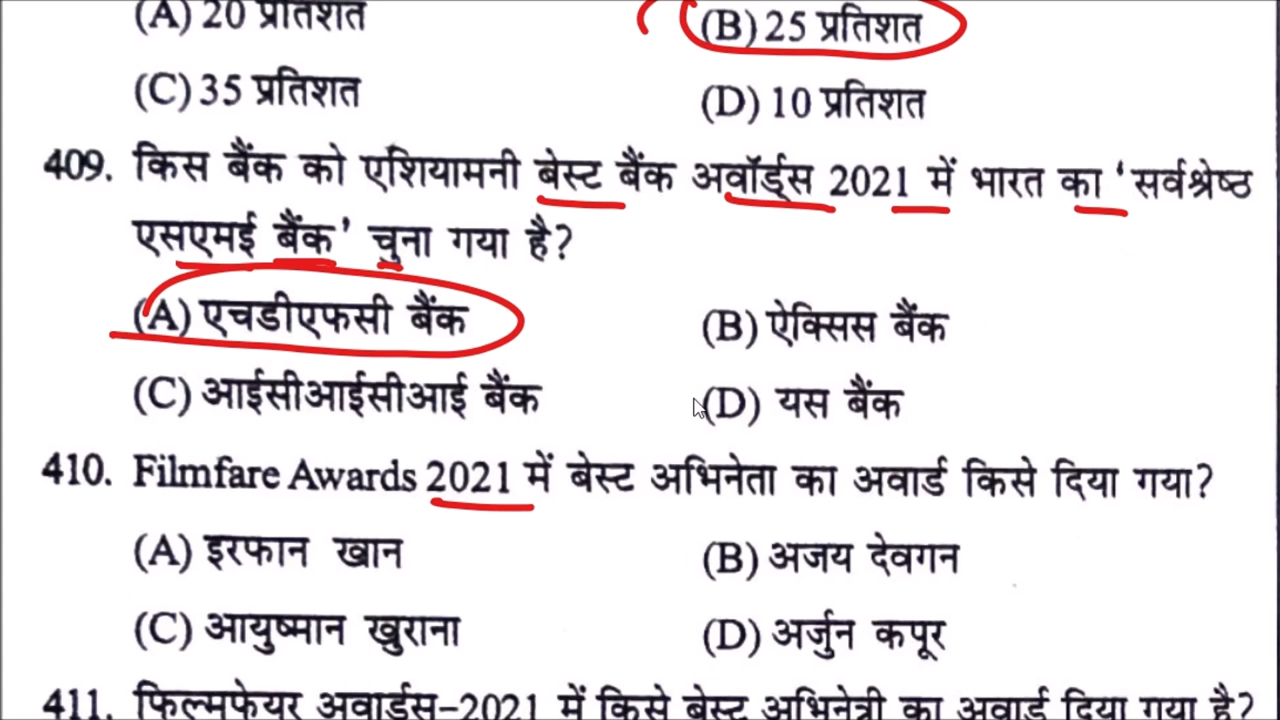 (A) 20 प्रतिशत (B) 25 प्रतिशत
(C) 35 प्रतिशत (D) 10 प्रतिशत
409. किस बैंक को एशियामनी बेस्ट बैंक अवॉर्ड्स 2021 में भारत का ‘सर्वश्रेष्ठ
एसएमई बैंक’ चुना गया है?
(A) एचडीएफसी बैंक (B) ऐक्सिस बैंक
(C) आईसीआईसीआई बैंक (D) यस बैंक
410. Filmfare Awards 2021 में बेस्ट अभिनेता का अवार्ड किसे दिया गया?
(A) इरफान खान (B) अजय देवगन
(C) आयुष्मान खुराना (D) अर्जुन कपूर
411. फिल्मफेयर अवार्ड्स-2021 में किसे बेस्ट अभिनेत्री का अवार्ड दिया गया है?